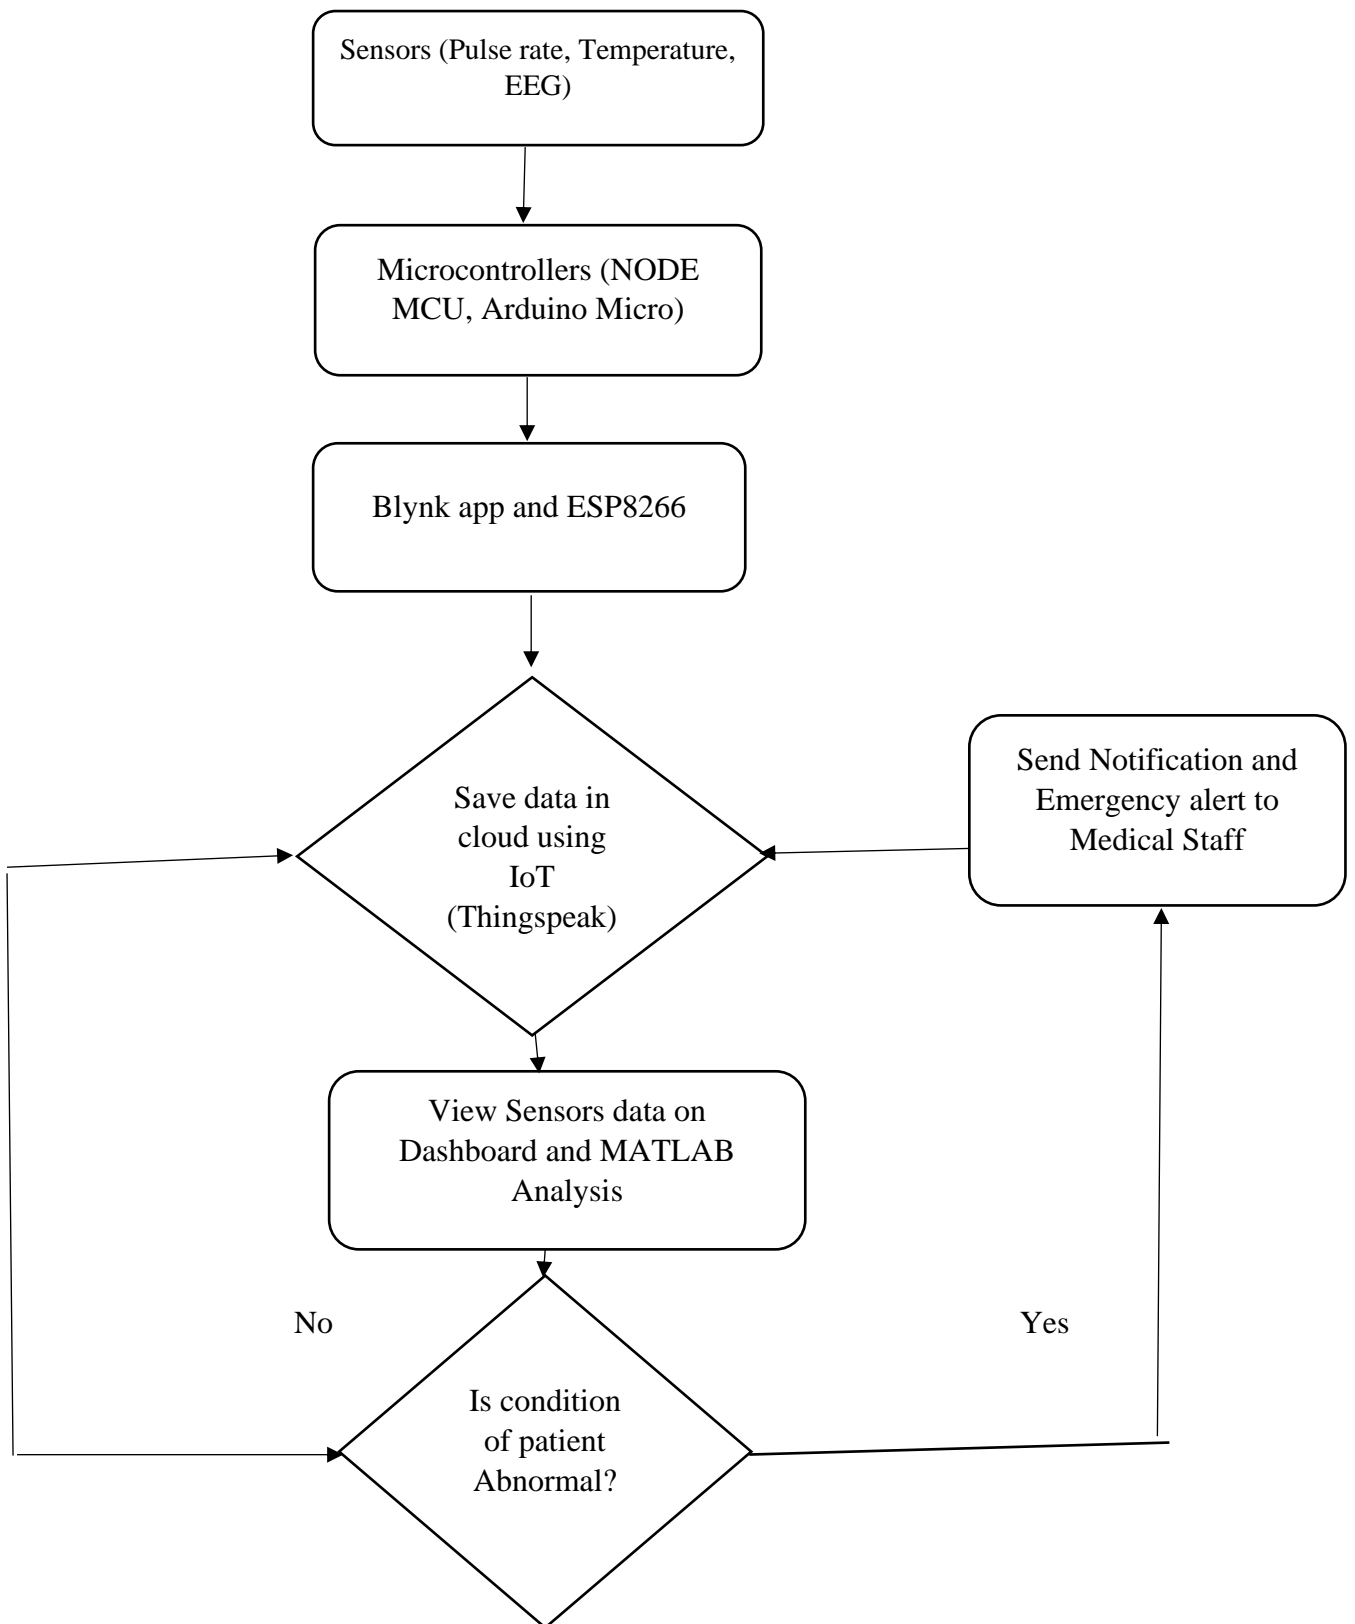 Sensors (Pulse rate, Temperature,
EEG)
Microcontrollers (NODE
MCU, Arduino Micro)
Blynk app and ESP8266
Save data in
cloud using
IoT
(Thingspeak)
Send Notification and
Emergency alert to
Medical Staff
View Sensors data on
Dashboard and MATLAB
Analysis
No
Yes
Is condition
of patient
Abnormal?